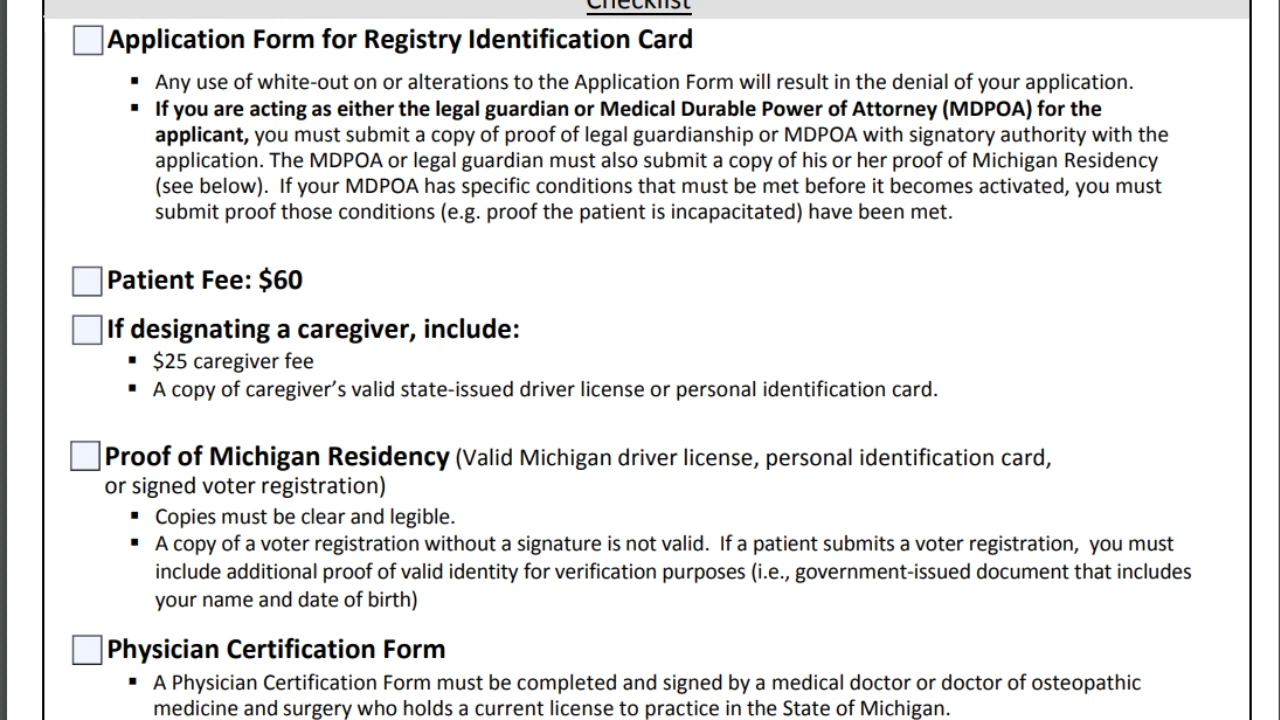 Checklist
Application Form for Registry Identification Card
▪ Any use of white-out on or alterations to the Application Form will result in the denial of your application.
▪ If you are acting as either the legal guardian or Medical Durable Power of Attorney (MDPOA) for the
applicant, you must submit a copy of proof of legal guardianship or MDPOA with signatory authority with the
application. The MDPOA or legal guardian must also submit a copy of his or her proof of Michigan Residency
(see below).  If your MDPOA has specific conditions that must be met before it becomes activated, you must
submit proof those conditions (e.g. proof the patient is incapacitated) have been met.
Patient Fee: $60
If designating a caregiver, include:
▪ $25 caregiver fee
▪ A copy of caregiver’s valid state-issued driver license or personal identification card.
Proof of Michigan Residency (Valid Michigan driver license, personal identification card,
or signed voter registration)
▪ Copies must be clear and legible.
▪ A copy of a voter registration without a signature is not valid.  If a patient submits a voter registration,  you must
include additional proof of valid identity for verification purposes (i.e., government-issued document that includes
your name and date of birth)
Physician Certification Form
▪ A Physician Certification Form must be completed and signed by a medical doctor or doctor of osteopathic
medicine and surgery who holds a current license to practice in the State of Michigan.